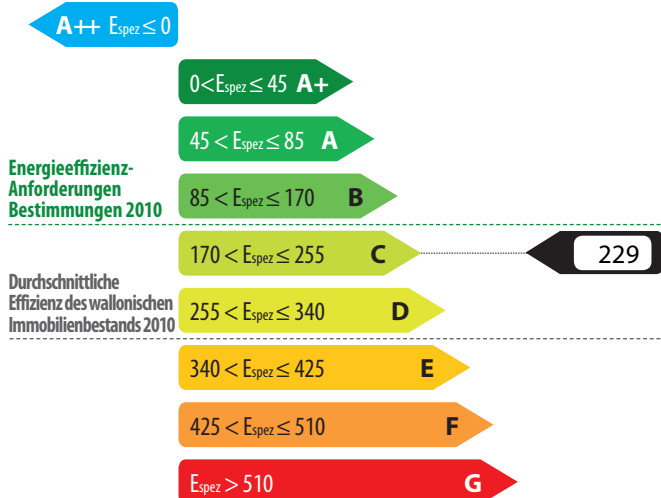 A++ Espez ≤ 0
0<Espez ≤ 45 A+
45 < Espez ≤ 85 A
Energieeffizienz-
Anforderungen
Bestimmungen 2010
85 < Espez ≤ 170 B
170 < Espez ≤ 255 C
229
Durchschnittliche
Effizienz des wallonischen
Immobilienbestands 2010
255 < Espez ≤ 340 D
340 < Espez ≤ 425 E
425 < Espez ≤ 510 F
Espez > 510 G